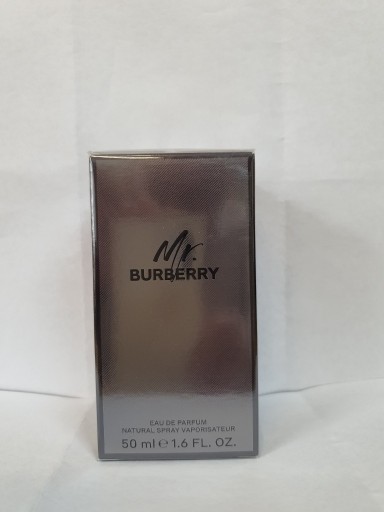 Mr.
BURBERRY
EAU DE PARFUM
NATURAL SPRAY VAPORISATEUR
50 ml ℮ 1.6 FL. OZ.